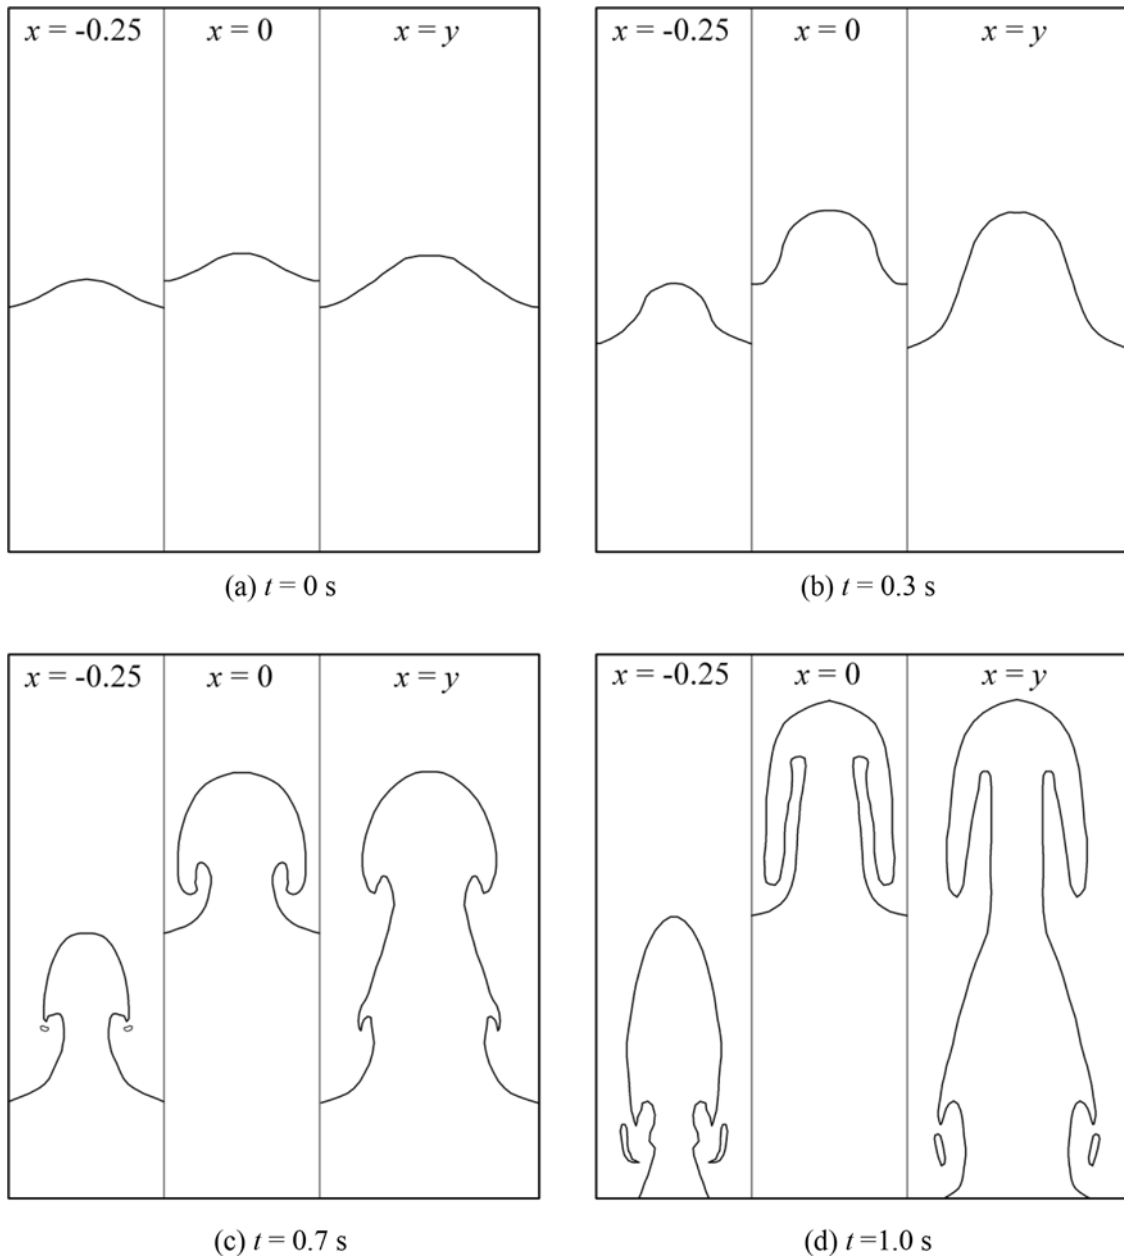 x = -0.25 x = 0 x = y
x = -0.25 x = 0 x = y
(a) t = 0 s
(b) t = 0.3 s
x = -0.25 x = 0 x = y
x = -0.25 x = 0 x = y
(c) t = 0.7 s
(d) t =1.0 s